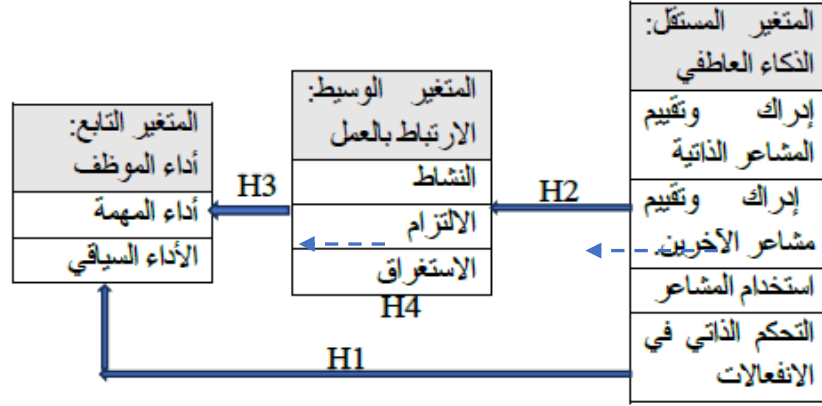 المتغير المستقل:
الذكاء العاطفي
إدراك وتقييم
المشاعر الذاتية
إدراك وتقييم
مشاعر الآخرين.
استخدام المشاعر
التحكم الذاتي في
الانفعالات
H2
المتغير الوسيط:
الارتباط بالعمل
النشاط
الالتزام
الاستغراق
H4
H3
المتغير التابع:
أداء الموظف
أداء المهمة
الأداء السياقي
H1